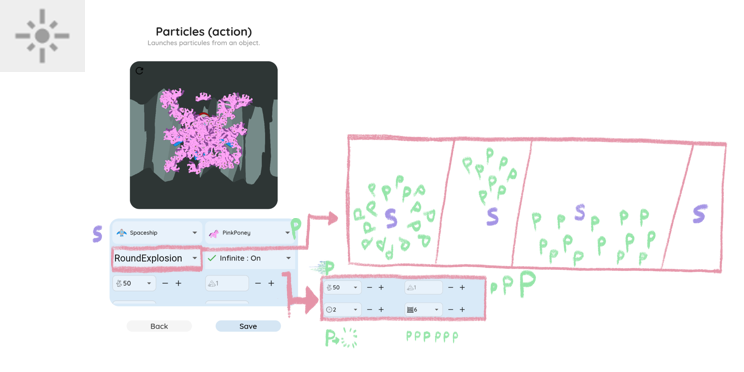 Particles (action)
Launches particules from an object.
S
Spaceship
PinkPoney
P
RoundExplosion
Infinite : On
50
1
Back
Save
P P P P P P P P P P P P P P P P P P
S
P P P P P P P P P
S
P P S P P P
P P P P P P P P P
S
P
50
1
2
6
P P P
P
P P P P P P